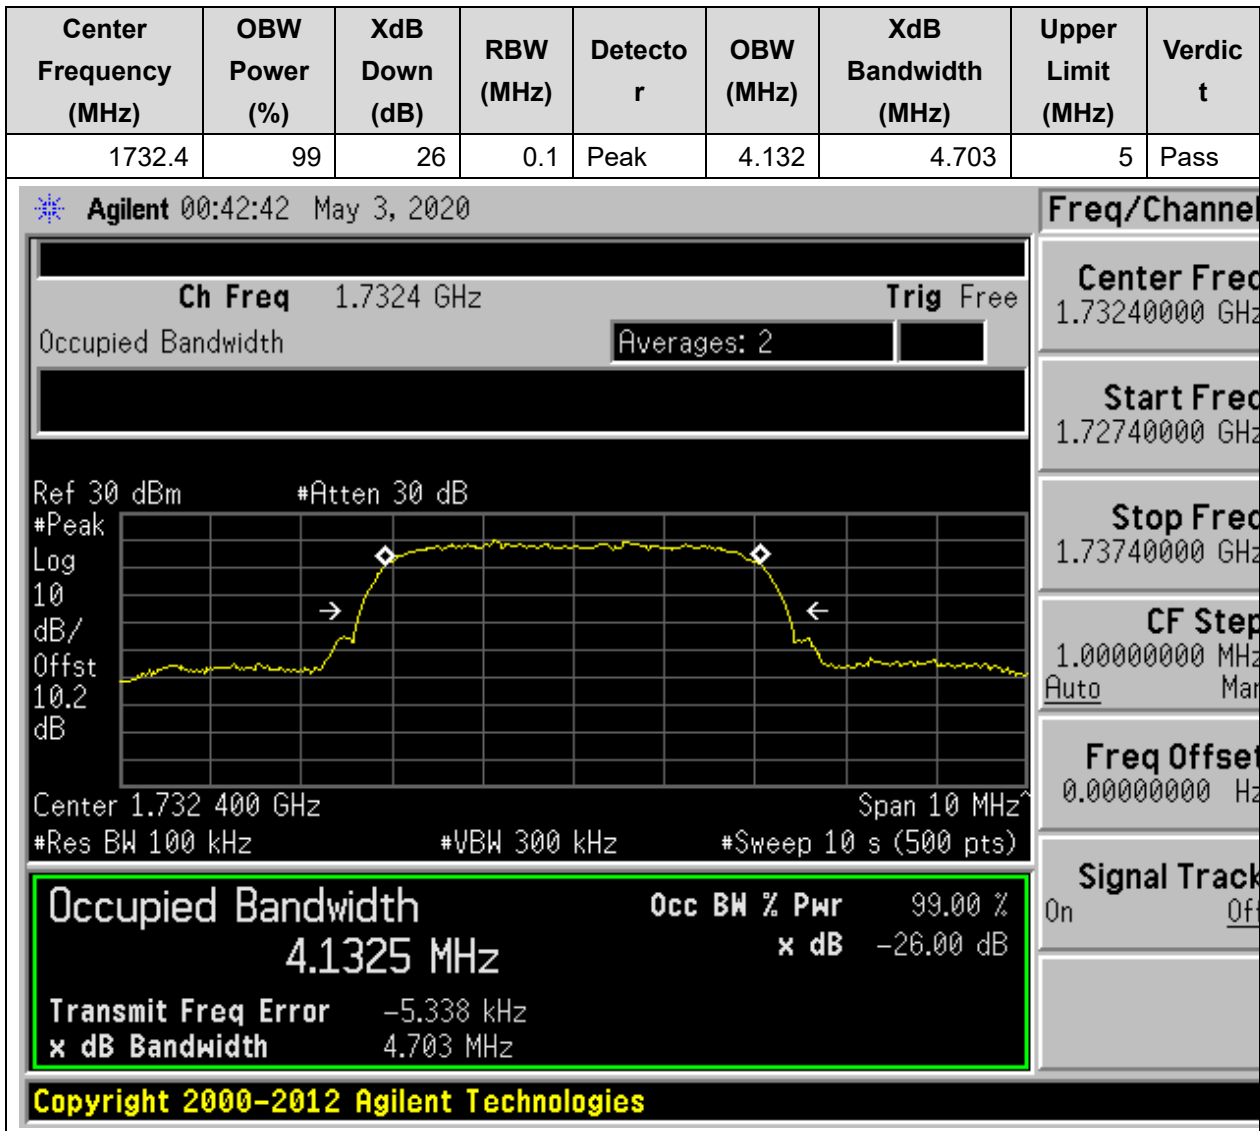 Center Frequency (MHz) OBW Power (%) XdB Down (dB) RBW (MHz) Detecto r OBW (MHz) XdB Bandwidth (MHz) Upper Limit (MHz) Verdic t
1732.4 99 26 0.1 Peak 4.132 4.703 5 Pass
Agilent 00:42:42 May 3, 2020
Freq/Channel
Ch Freq 1.7324 GHz Trig Free
Occupied Bandwidth Averages: 2
Center Freq
1.73240000 GHz
Start Freq
1.72740000 GHz
Stop Freq
1.73740000 GHz
CF Step
1.00000000 MHz
Auto Man
Freq Offset
0.00000000 Hz
Signal Track
On Off
Ref 30 dBm #Atten 30 dB
#Peak
Log
10
dB/
Offst
10.2
dB
Center 1.732 400 GHz Span 10 MHz^
#Res BW 100 kHz #VBW 300 kHz #Sweep 10 s (500 pts)
Occupied Bandwidth Occ BW % Pwr 99.00 %
4.1325 MHz x dB -26.00 dB
Transmit Freq Error -5.338 kHz
x dB Bandwidth 4.703 MHz
Copyright 2000-2012 Agilent Technologies